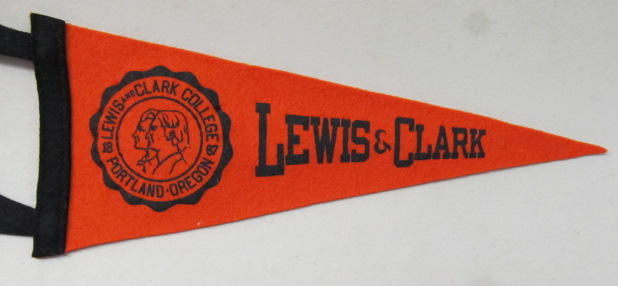 LEWIS AND CLARK COLLEGE
18 67
PORTLAND · OREGON
LEWIS & CLARK